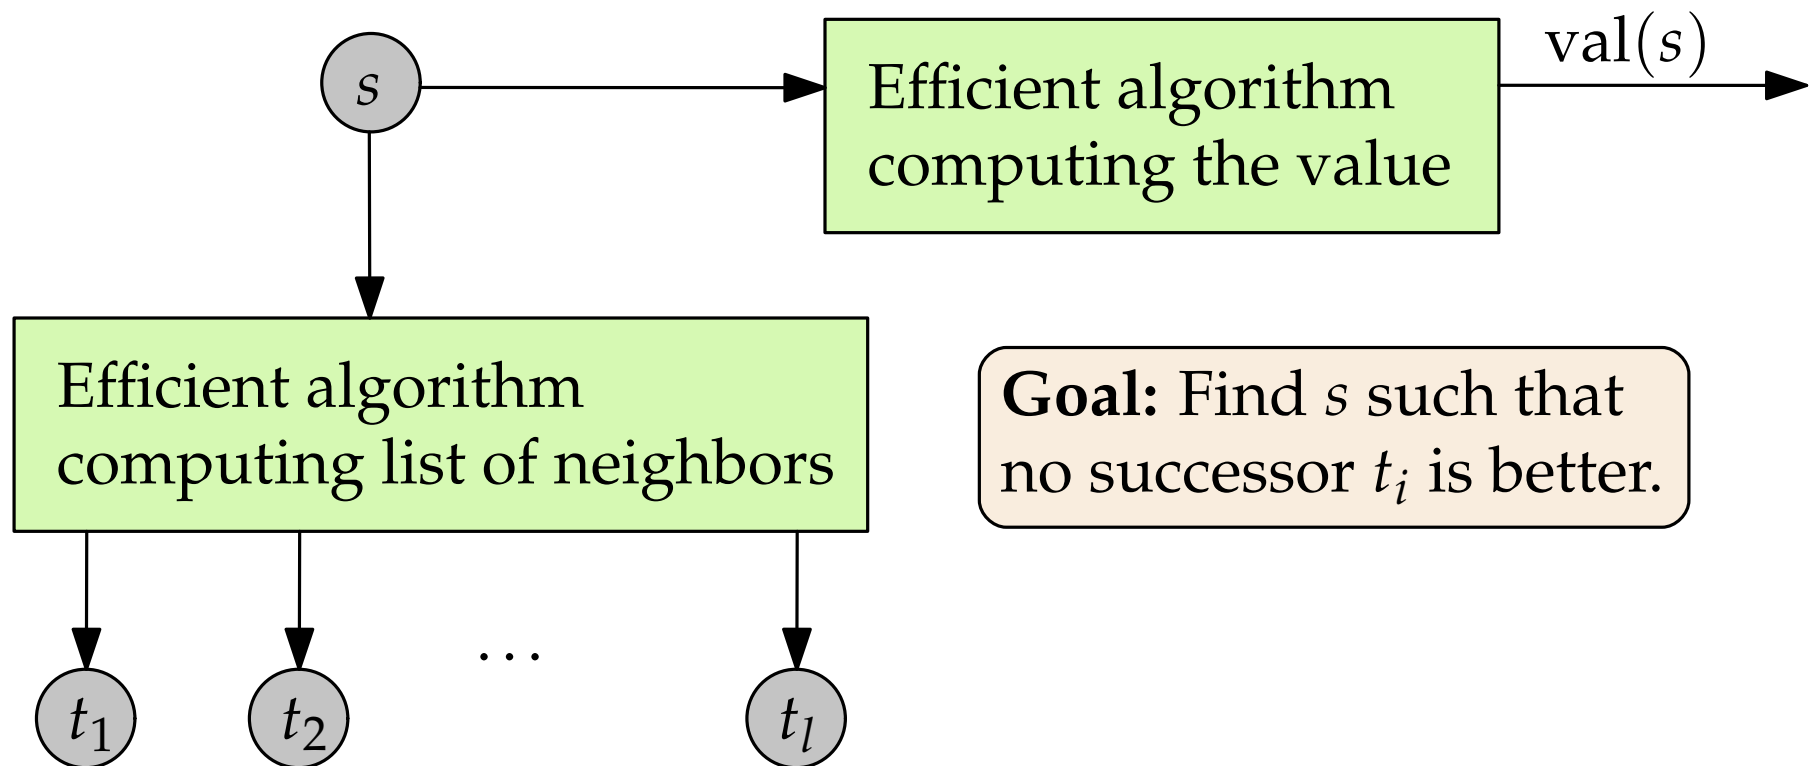 s
Efficient algorithm
computing the value
val(s)
Efficient algorithm
computing list of neighbors
Goal: Find s such that
no successor tᵢ is better.
t₁
t₂
...
tₗ